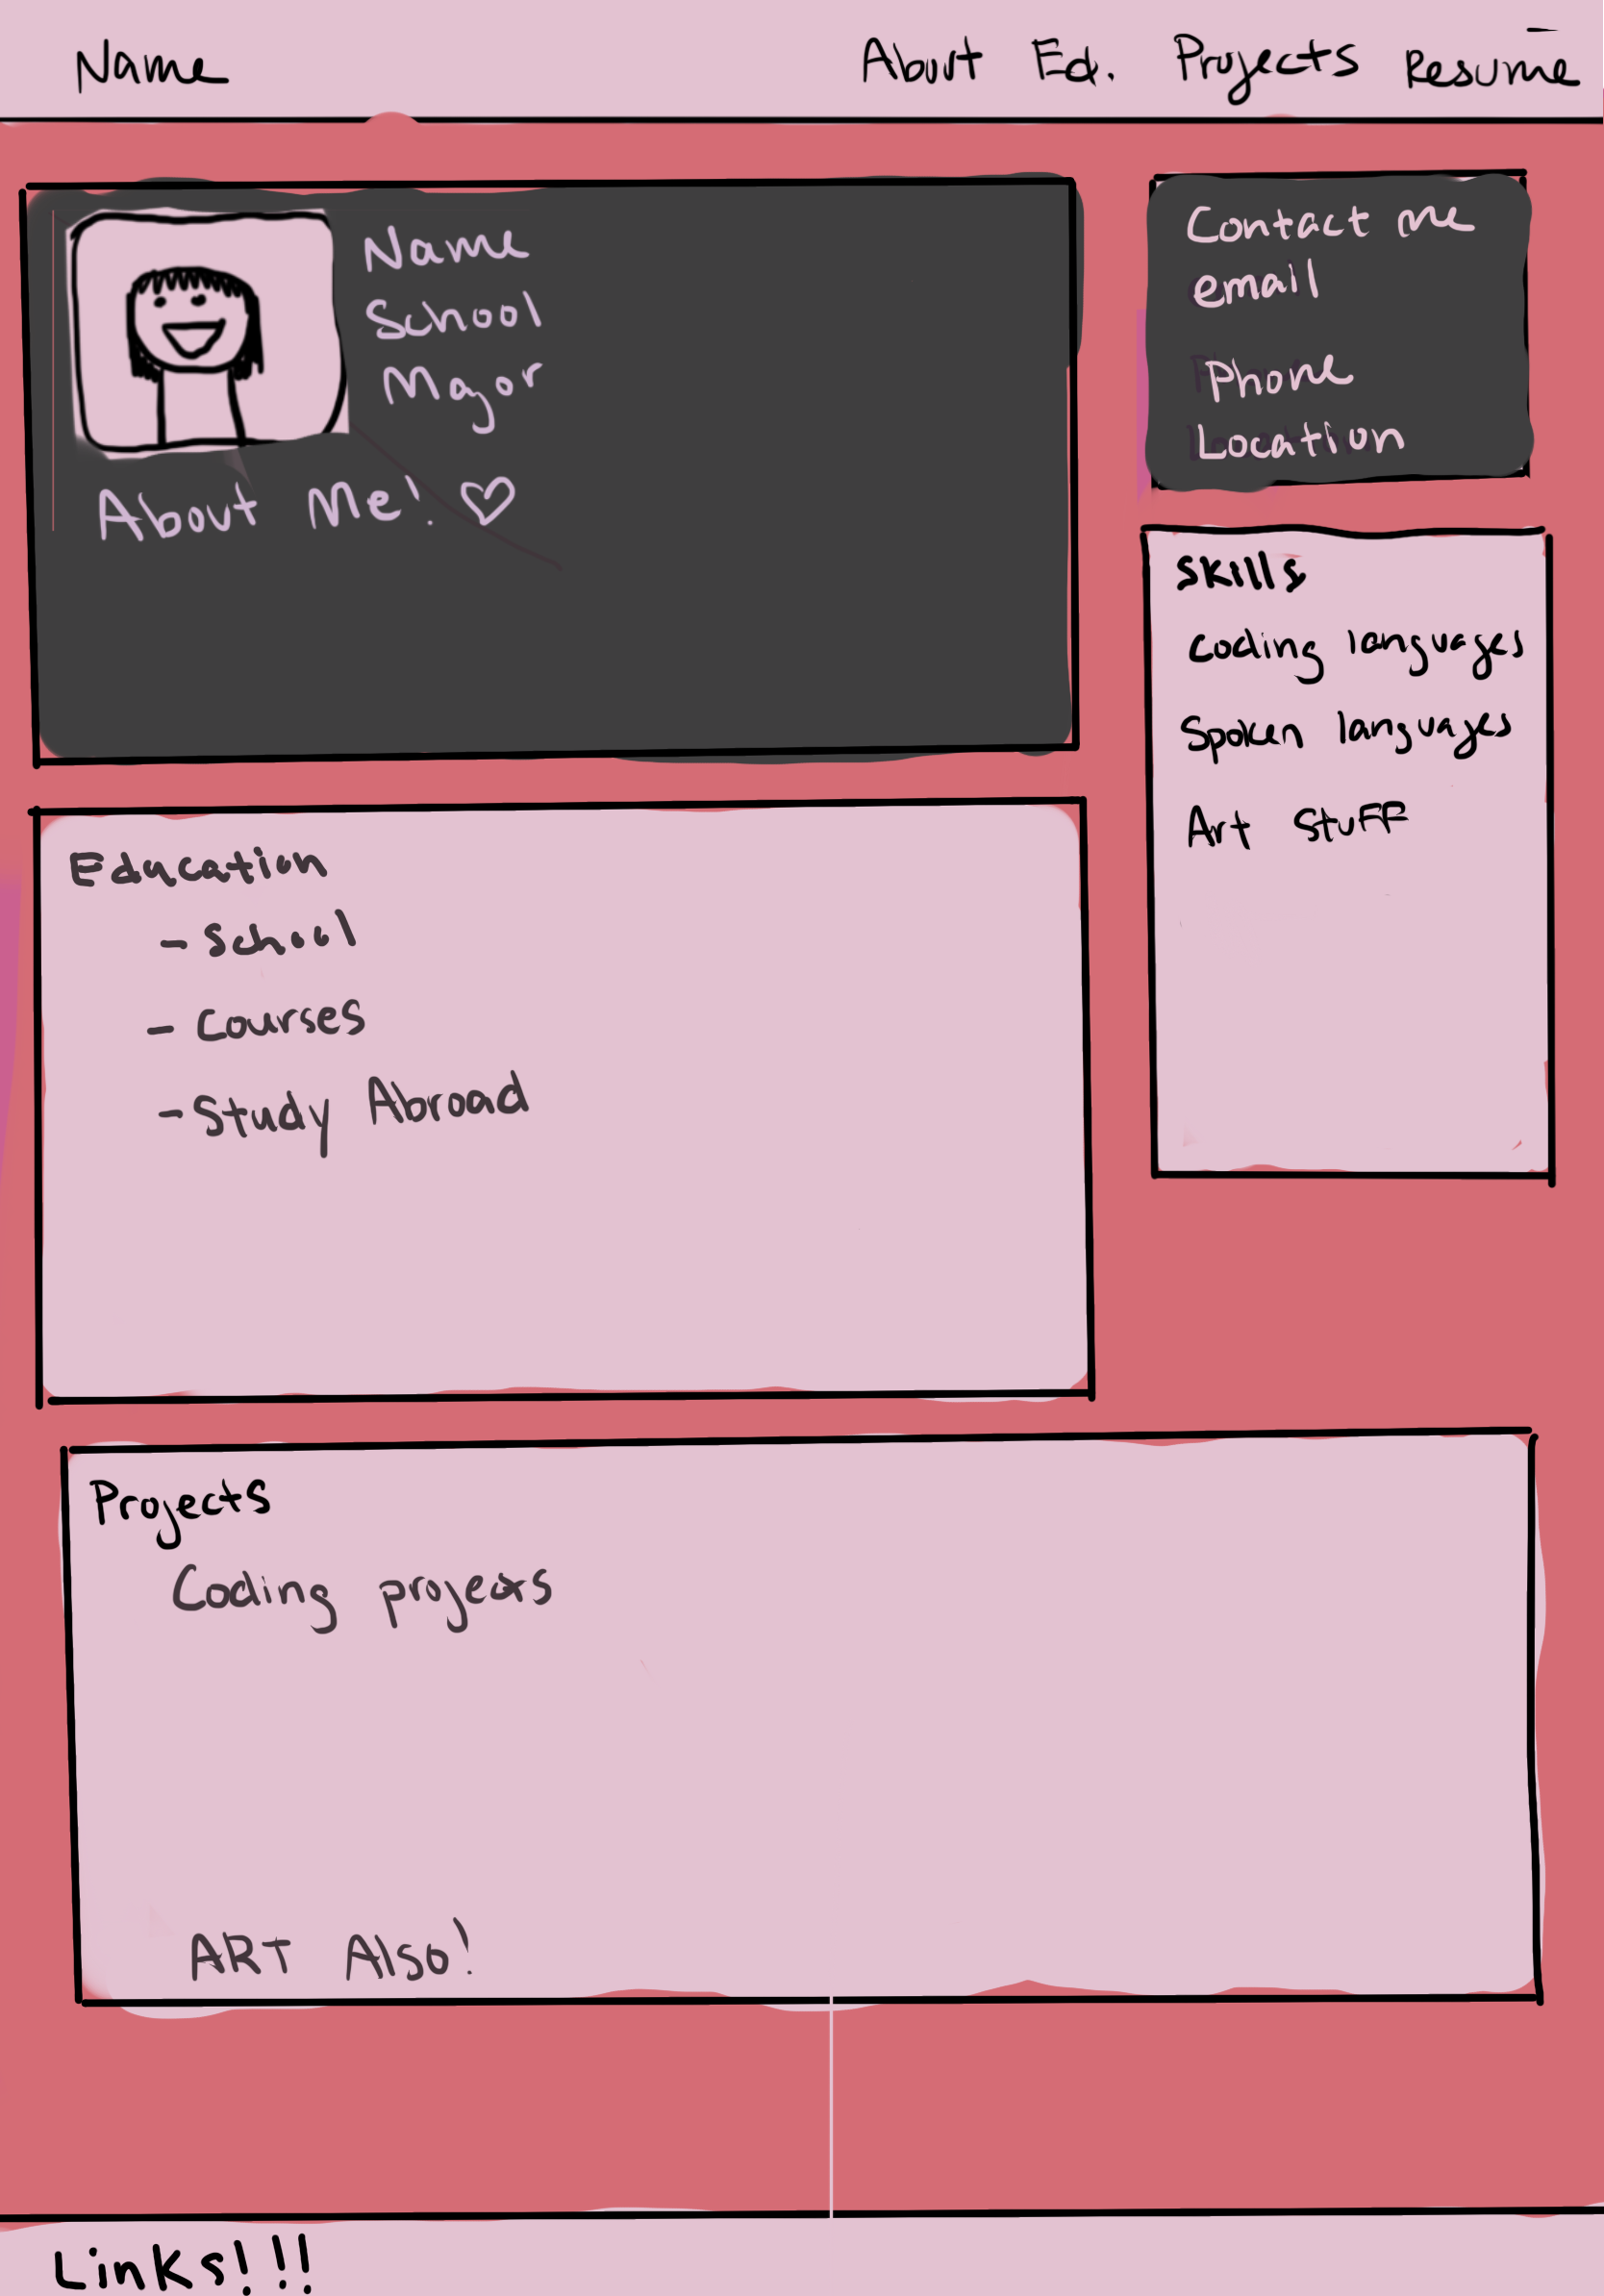 Name About Ed. Projects Resume
Name
School
Major
About Me! ♡
Contact me
email
Phone
Location
Skills
Coding languages
Spoken languages
Art Stuff
Education
- School
- Courses
- Study Abroad
Projects
Coding projects
ART Also!
Links!!!